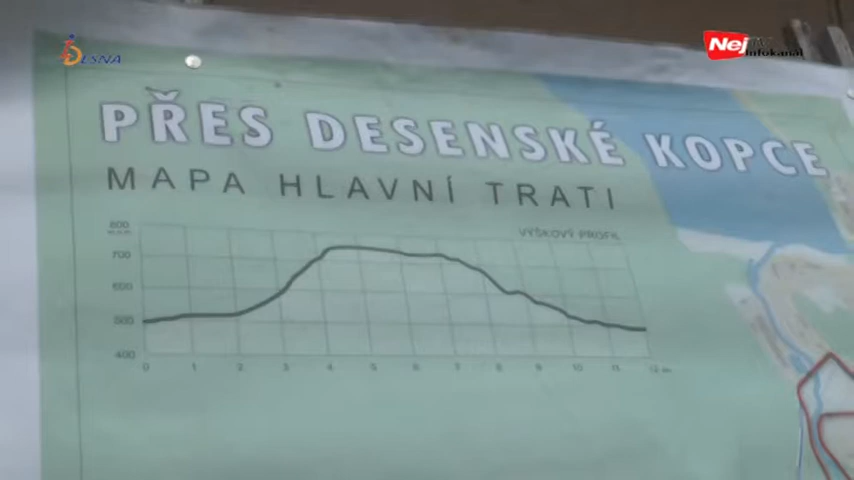 DESNA
Nej TV
Infokanál
PŘES DESENSKÉ KOPCE
MAPA HLAVNÍ TRATI
VÝŠKOVÝ PROFIL
800
700
600
500
400
0 1 2 3 4 5 6 7 8 9 10 11 12